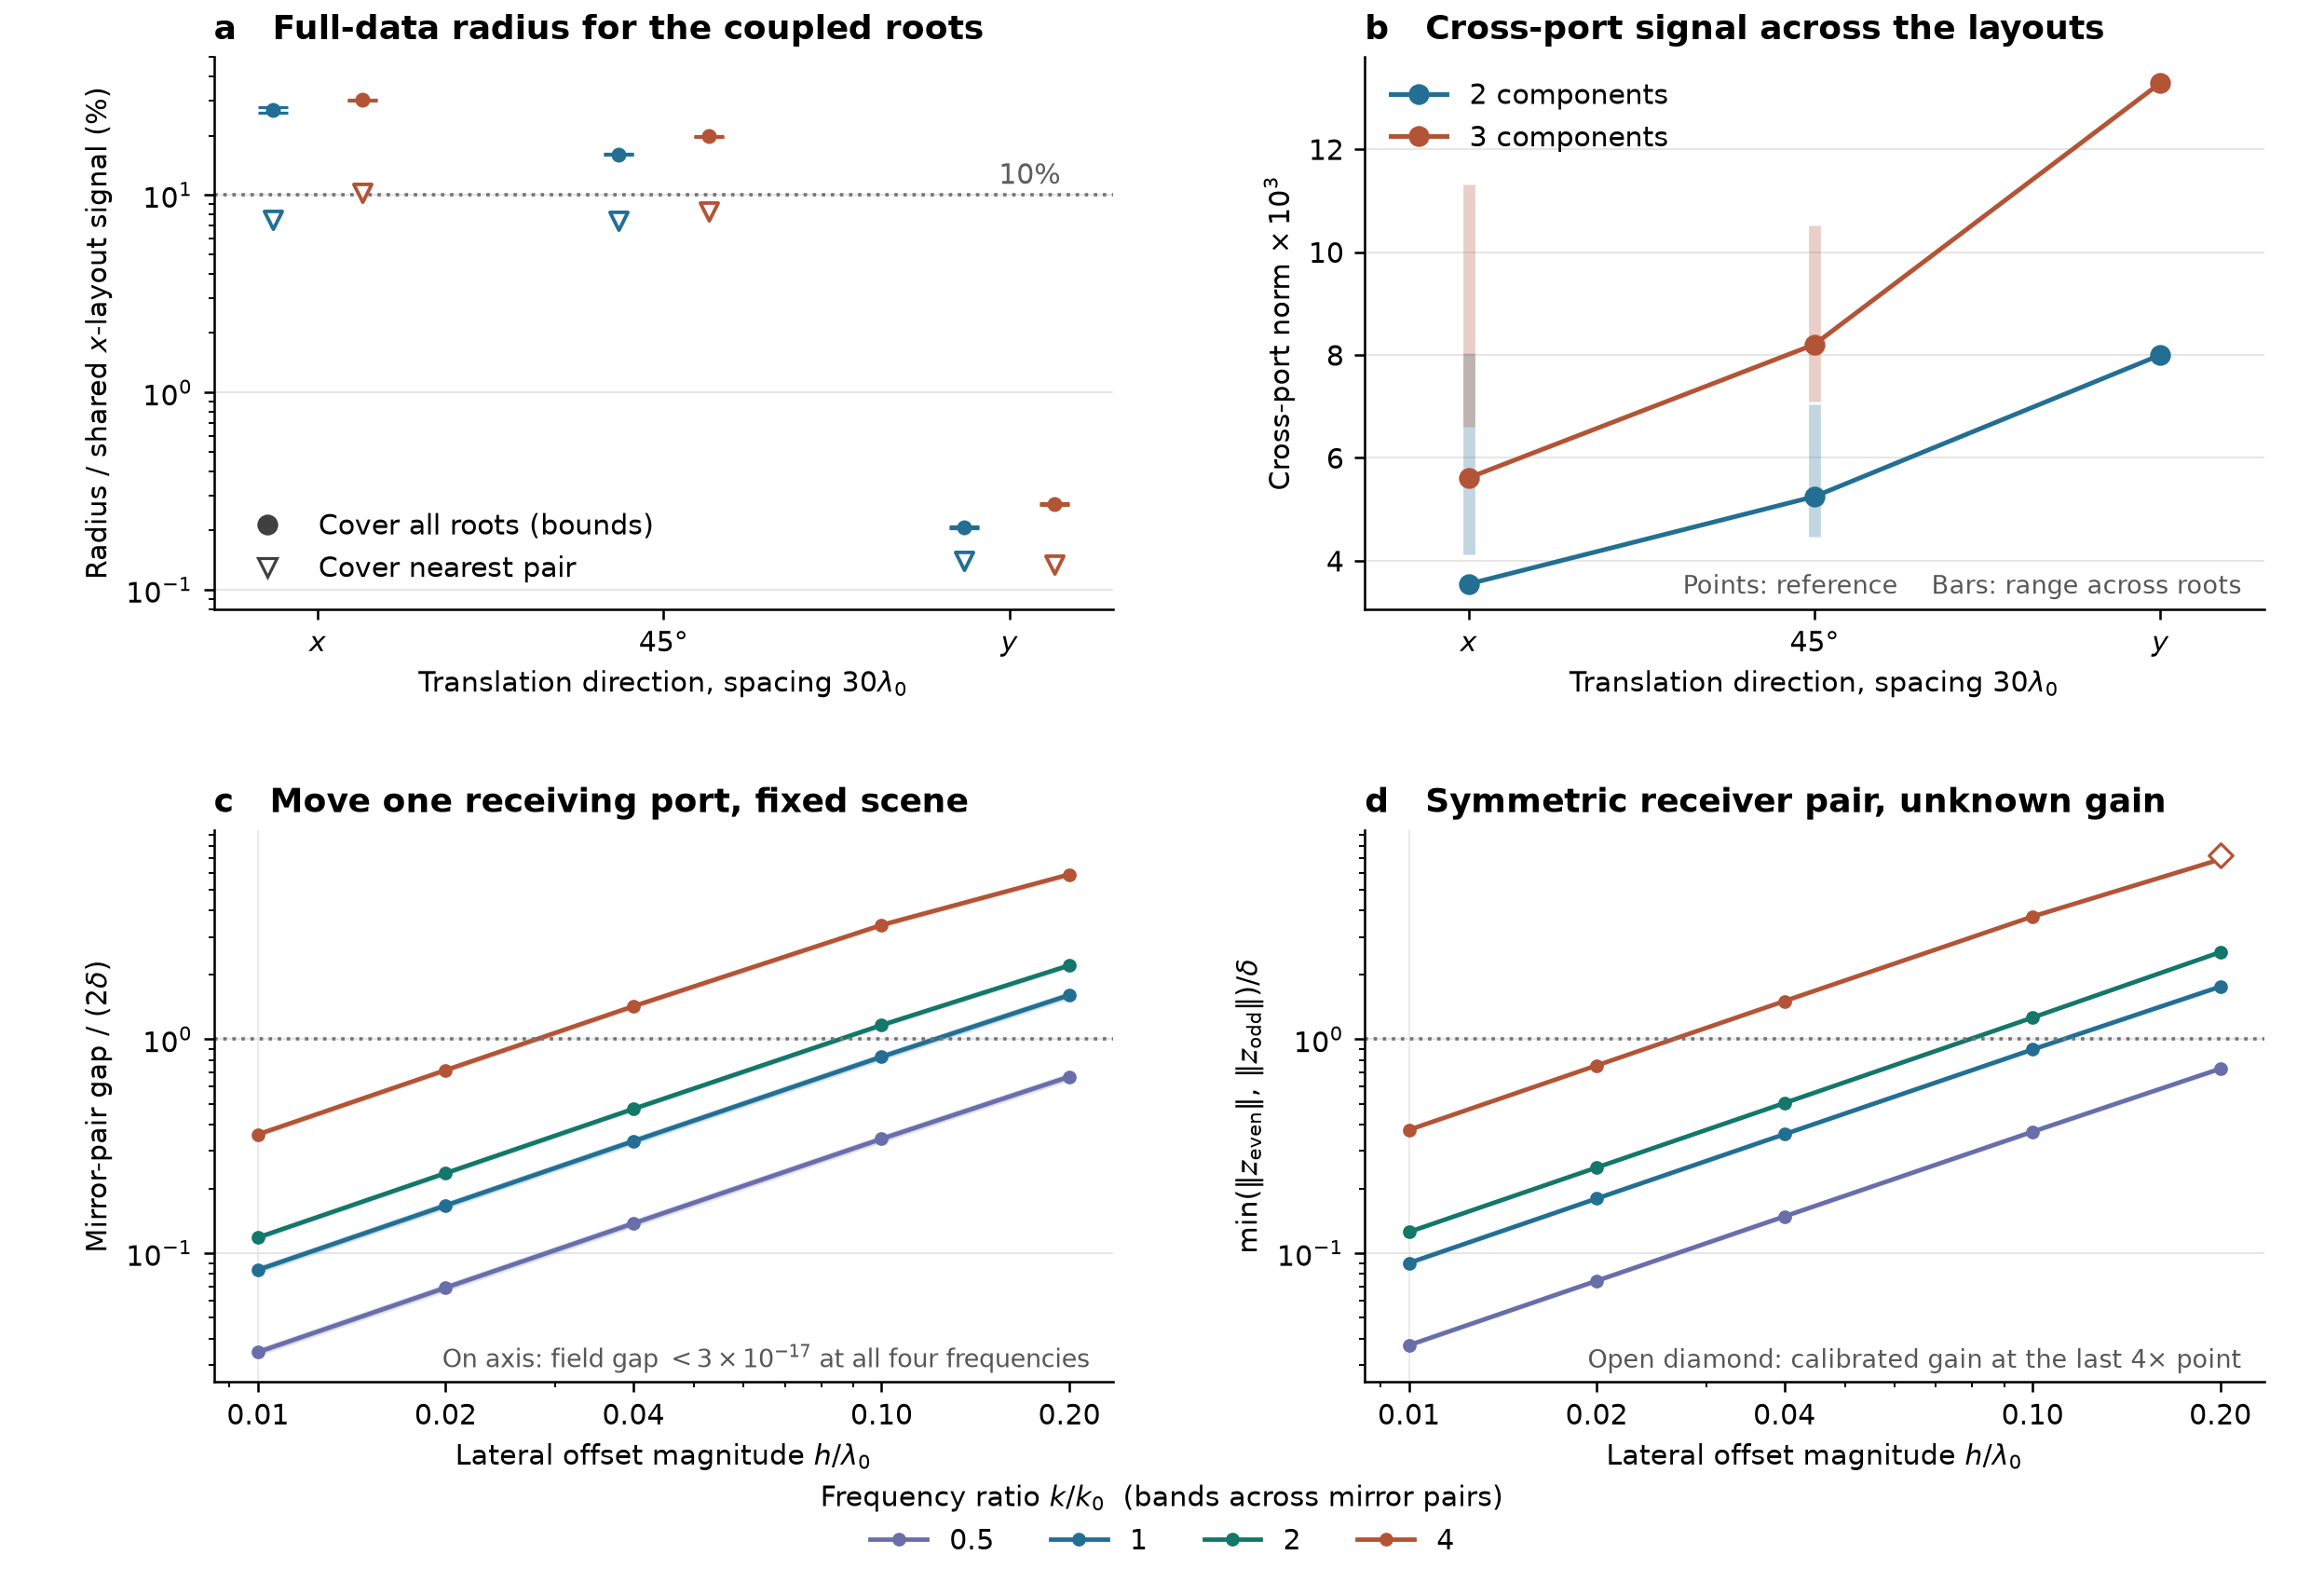 a Full-data radius for the coupled roots
Radius / shared x-layout signal (%)
10¹
10⁰
10⁻¹
10%
Cover all roots (bounds)
Cover nearest pair
x
45°
y
Translation direction, spacing 30λ₀
b Cross-port signal across the layouts
2 components
3 components
Cross-port norm × 10³
12
10
8
6
4
Points: reference Bars: range across roots
x
45°
y
Translation direction, spacing 30λ₀
c Move one receiving port, fixed scene
Mirror-pair gap / (2δ)
10⁰
10⁻¹
On axis: field gap < 3 × 10⁻¹⁷ at all four frequencies
0.01
0.02
0.04
0.10
0.20
Lateral offset magnitude h/λ₀
d Symmetric receiver pair, unknown gain
min(‖z_even‖, ‖z_odd‖)/δ
10⁰
10⁻¹
Open diamond: calibrated gain at the last 4× point
0.01
0.02
0.04
0.10
0.20
Lateral offset magnitude h/λ₀
Frequency ratio k/k₀ (bands across mirror pairs)
0.5
1
2
4